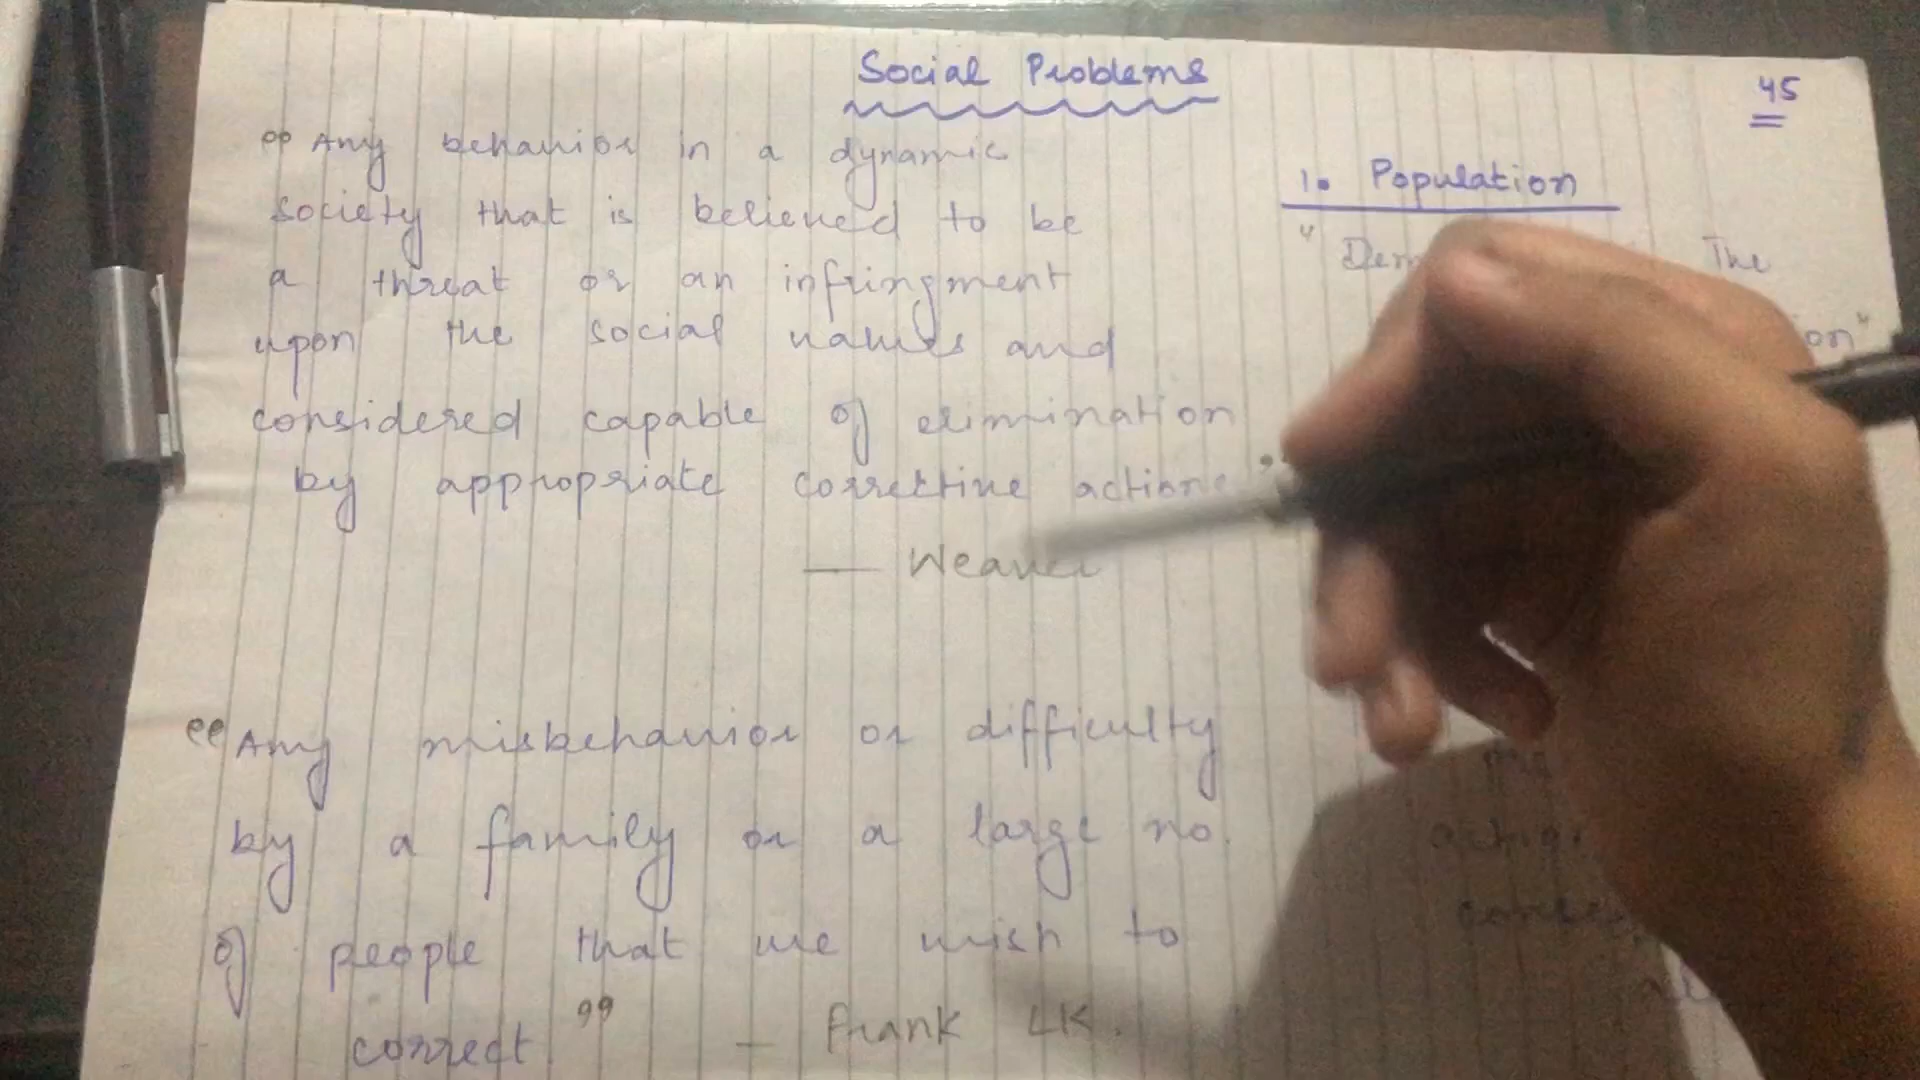 Social Problems
45
“ Any behavior in a dynamic
society that is believed to be
a threat or an infringment
upon the social values and
considered capable of elimination
by appropriate corrective actions
— Weaver
“ Any misbehavior or difficulty
by a family or a large no.
of people that we wish to
correct ” — Frank LK.
1. Population
" The
on"